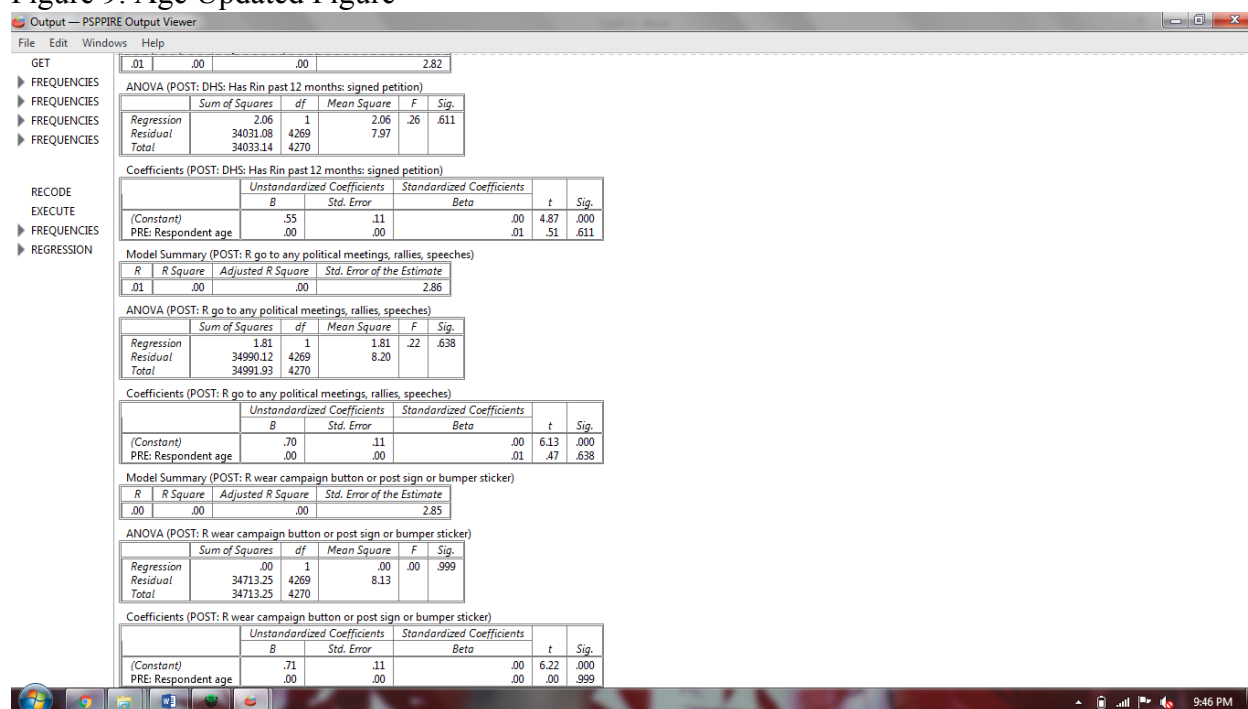 Figure 9: Age Updated Figure
Output — PSPPIRE Output Viewer
File Edit Windows Help
GET
FREQUENCIES
FREQUENCIES
FREQUENCIES
FREQUENCIES
RECODE
EXECUTE
FREQUENCIES
REGRESSION
.01 .00 .00 2.82
ANOVA (POST: DHS: Has Rin past 12 months: signed petition)
Sum of Squares df Mean Square F Sig.
Regression 2.06 1 2.06 .26 .611
Residual 34031.08 4269 7.97
Total 34033.14 4270
Coefficients (POST: DHS: Has Rin past 12 months: signed petition)
Unstandardized Coefficients Standardized Coefficients
B Std. Error Beta t Sig.
(Constant) .55 .11 .00 4.87 .000
PRE: Respondent age .00 .00 .01 .51 .611
Model Summary (POST: R go to any political meetings, rallies, speeches)
R R Square Adjusted R Square Std. Error of the Estimate
.01 .00 .00 2.86
ANOVA (POST: R go to any political meetings, rallies, speeches)
Sum of Squares df Mean Square F Sig.
Regression 1.81 1 1.81 .22 .638
Residual 34990.12 4269 8.20
Total 34991.93 4270
Coefficients (POST: R go to any political meetings, rallies, speeches)
Unstandardized Coefficients Standardized Coefficients
B Std. Error Beta t Sig.
(Constant) .70 .11 .00 6.13 .000
PRE: Respondent age .00 .00 .01 .47 .638
Model Summary (POST: R wear campaign button or post sign or bumper sticker)
R R Square Adjusted R Square Std. Error of the Estimate
.00 .00 .00 2.85
ANOVA (POST: R wear campaign button or post sign or bumper sticker)
Sum of Squares df Mean Square F Sig.
Regression .00 1 .00 .00 .999
Residual 34713.25 4269 8.13
Total 34713.25 4270
Coefficients (POST: R wear campaign button or post sign or bumper sticker)
Unstandardized Coefficients Standardized Coefficients
B Std. Error Beta t Sig.
(Constant) .71 .11 .00 6.22 .000
PRE: Respondent age .00 .00 .00 .00 .999
9:46 PM